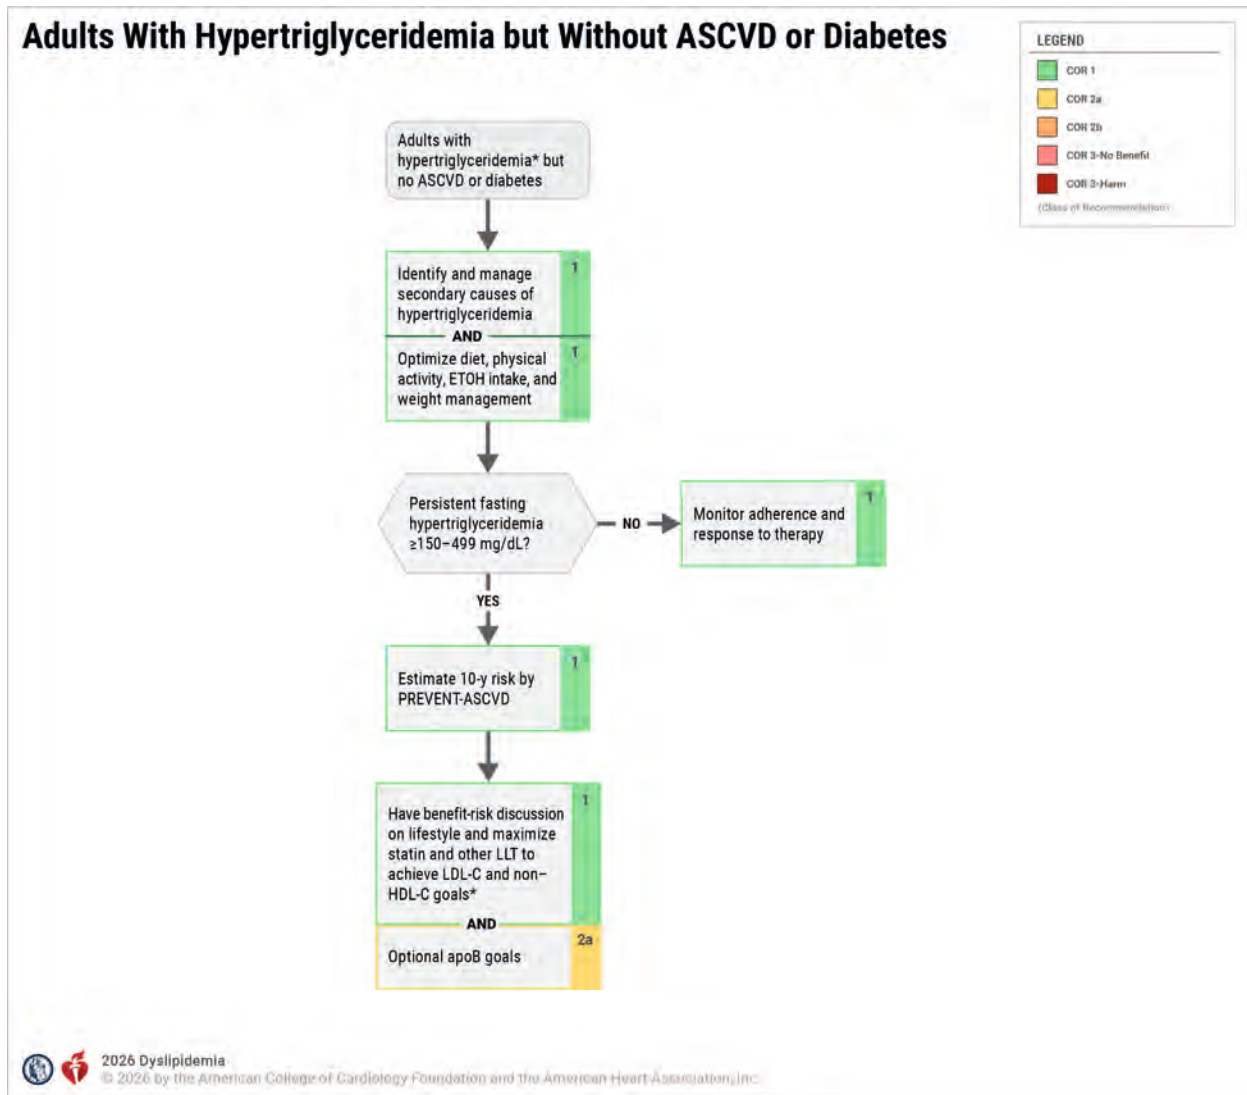 Adults With Hypertriglyceridemia but Without ASCVD or Diabetes
LEGEND
COR 1
COR 2a
COR 2b
COR 3-No Benefit
COR 3-Harm
(Class of Recommendation)
Adults with
hypertriglyceridemia* but
no ASCVD or diabetes
1
Identify and manage
secondary causes of
hypertriglyceridemia
AND
1
Optimize diet, physical
activity, ETOH intake, and
weight management
Persistent fasting
hypertriglyceridemia
≥150–499 mg/dL?
NO
1
Monitor adherence and
response to therapy
YES
1
Estimate 10-y risk by
PREVENT-ASCVD
1
Have benefit-risk discussion
on lifestyle and maximize
statin and other LLT to
achieve LDL-C and non–
HDL-C goals*
AND
2a
Optional apoB goals
2026 Dyslipidemia
© 2026 by the American College of Cardiology Foundation and the American Heart Association, Inc.